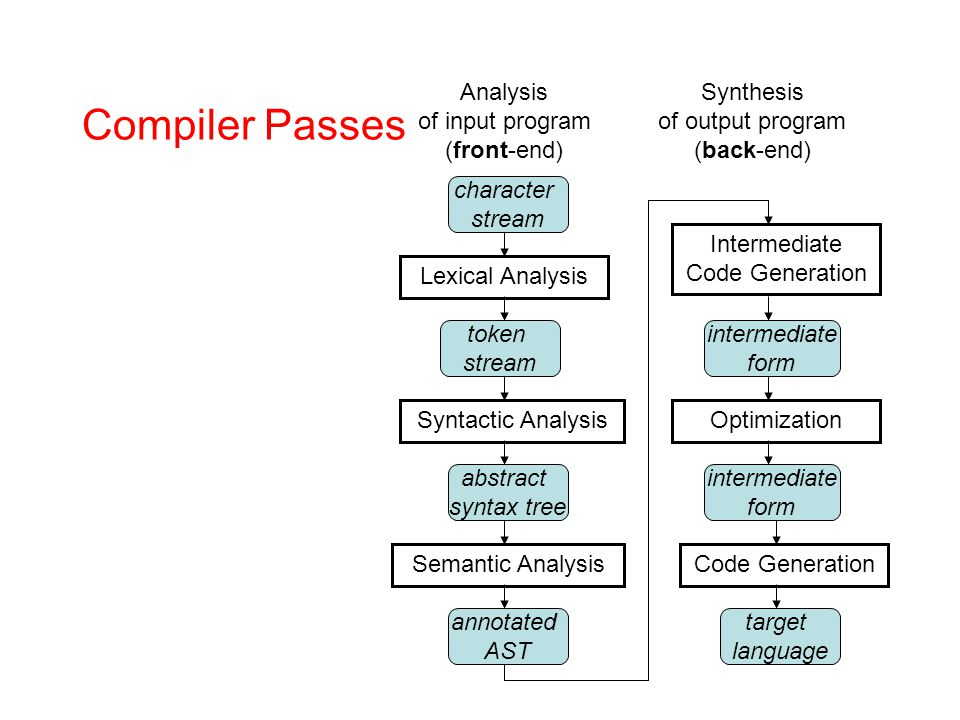 Compiler Passes
Analysis
of input program
(front-end)
Synthesis
of output program
(back-end)
character
stream
Lexical Analysis
token
stream
Syntactic Analysis
abstract
syntax tree
Semantic Analysis
annotated
AST
Intermediate
Code Generation
intermediate
form
Optimization
intermediate
form
Code Generation
target
language